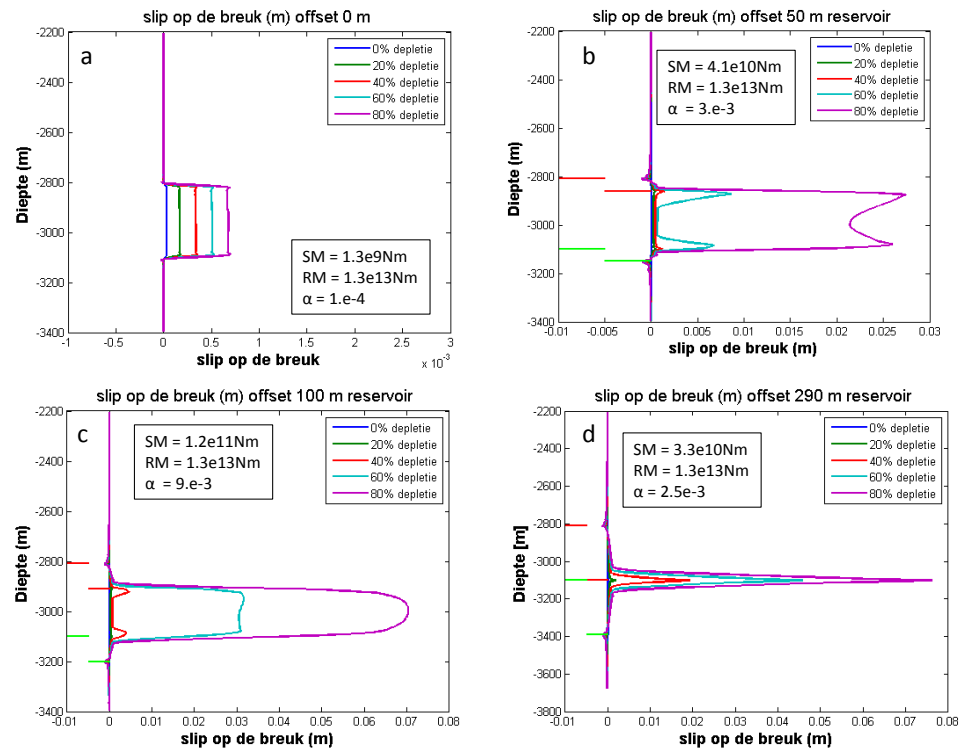 slip op de breuk (m) offset 0 m
a
0% depletie
20% depletie
40% depletie
60% depletie
80% depletie
SM = 1.3e9Nm
RM = 1.3e13Nm
α = 1.e-4
Diepte (m)
-2200
-2400
-2600
-2800
-3000
-3200
-3400
-1
-0.5
0
0.5
1
1.5
2
2.5
3
x 10⁻³
slip op de breuk
slip op de breuk (m) offset 50 m reservoir
b
SM = 4.1e10Nm
RM = 1.3e13Nm
α = 3.e-3
0% depletie
20% depletie
40% depletie
60% depletie
80% depletie
Diepte (m)
-2200
-2400
-2600
-2800
-3000
-3200
-3400
-0.01
-0.005
0
0.005
0.01
0.015
0.02
0.025
0.03
slip op de breuk (m)
slip op de breuk (m) offset 100 m reservoir
c
SM = 1.2e11Nm
RM = 1.3e13Nm
α = 9.e-3
0% depletie
20% depletie
40% depletie
60% depletie
80% depletie
Diepte (m)
-2200
-2400
-2600
-2800
-3000
-3200
-3400
-0.01
0
0.01
0.02
0.03
0.04
0.05
0.06
0.07
0.08
slip op de breuk (m)
slip op de breuk (m) offset 290 m reservoir
d
SM = 3.3e10Nm
RM = 1.3e13Nm
α = 2.5e-3
0% depletie
20% depletie
40% depletie
60% depletie
80% depletie
Diepte [m]
-2200
-2400
-2600
-2800
-3000
-3200
-3400
-3600
-3800
-0.01
0
0.01
0.02
0.03
0.04
0.05
0.06
0.07
0.08
slip op de breuk (m)